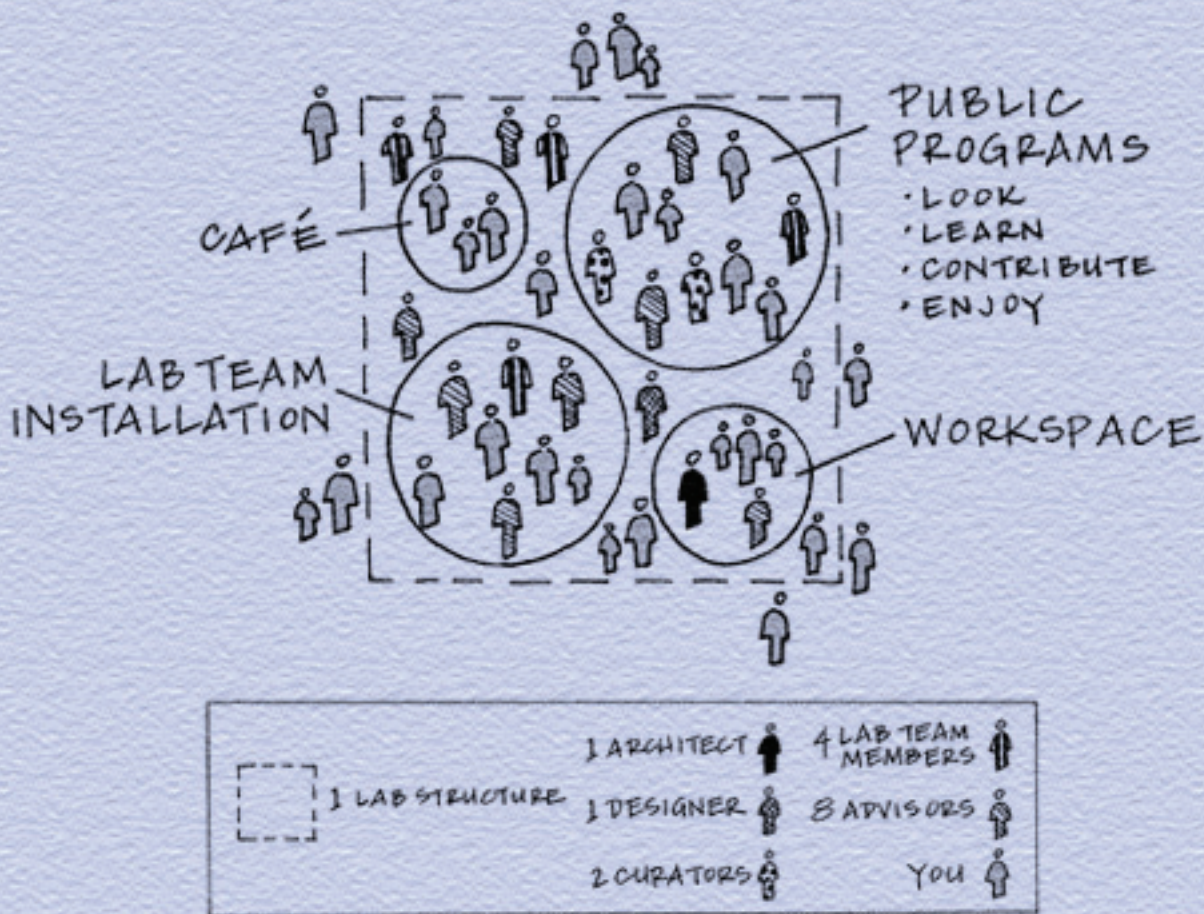 PUBLIC
PROGRAMS
· LOOK
· LEARN
· CONTRIBUTE
· ENJOY
CAFÉ
LAB TEAM
INSTALLATION
WORKSPACE
1 LAB STRUCTURE
1 ARCHITECT
1 DESIGNER
2 CURATORS
4 LAB TEAM
MEMBERS
8 ADVISORS
YOU